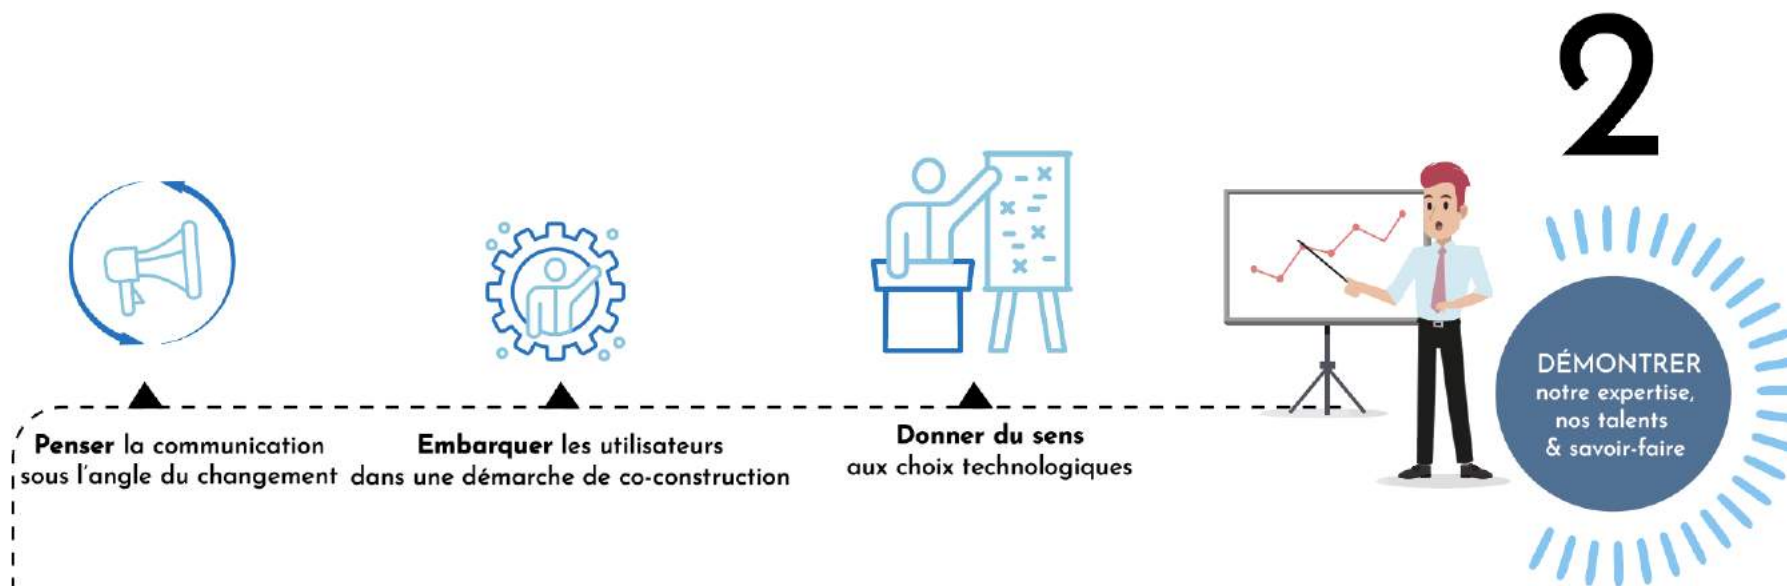 2
DÉMONTRER
notre expertise,
nos talents
& savoir-faire
Donner du sens
aux choix technologiques
Embarquer les utilisateurs
dans une démarche de co-construction
Penser la communication
sous l'angle du changement